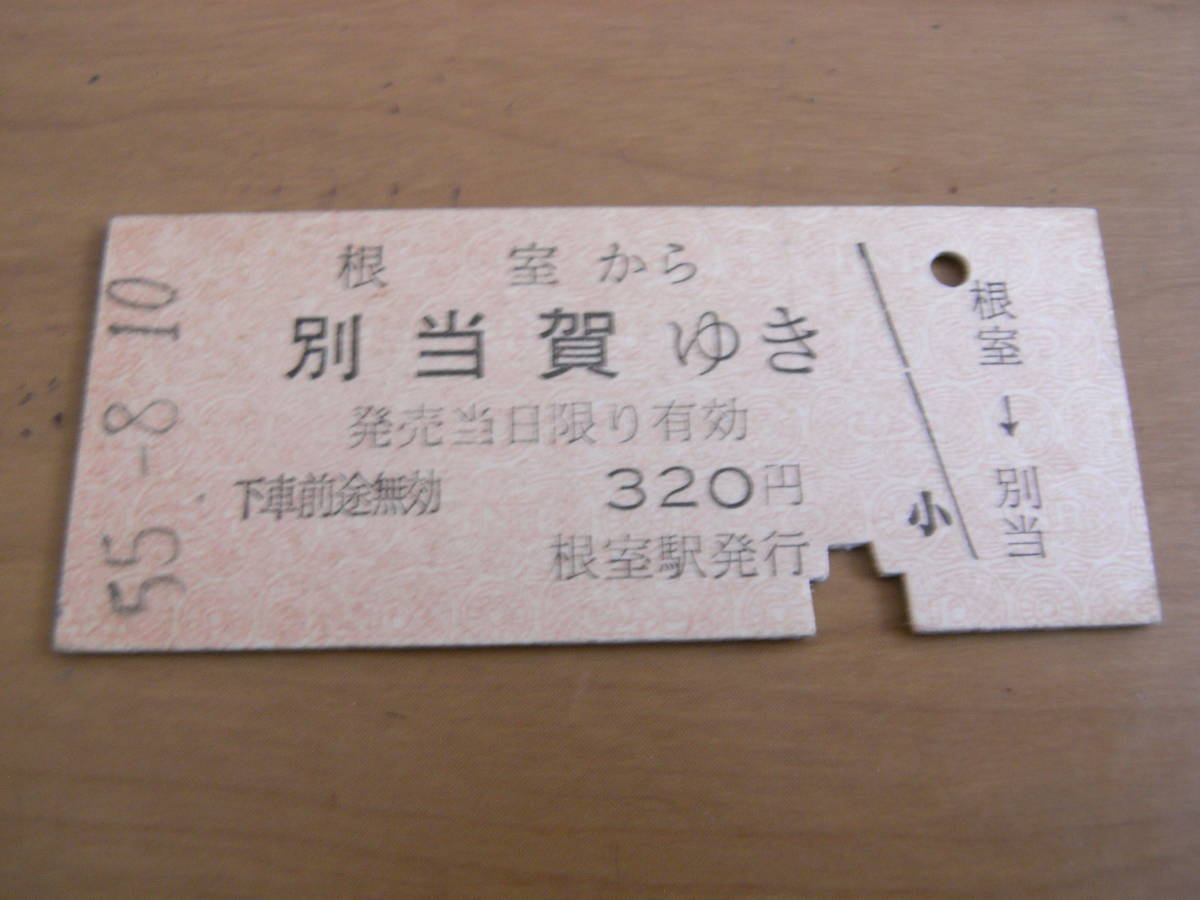 55-8-10
根室から
別当賀ゆき
発売当日限り有効
下車前途無効 320円
根室駅発行
小
根室→別当